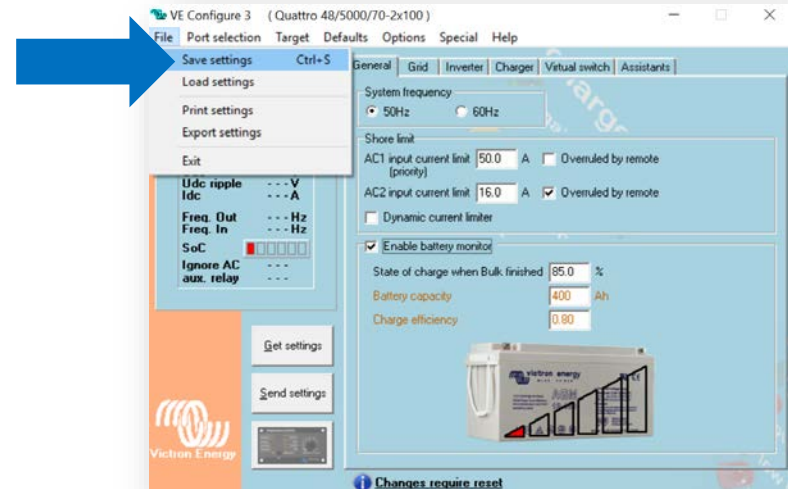 VE Configure 3 ( Quattro 48/5000/70-2x100 )
File Port selection Target Defaults Options Special Help
Save settings Ctrl+S
Load settings
Print settings
Export settings
Exit
Udc ripple - - - V
Idc - - - A
Freq. Out - - - Hz
Freq. In - - - Hz
SoC
Ignore AC - - -
aux. relay - - -
Get settings
Send settings
Victron Energy
General Grid Inverter Charger Virtual switch Assistants
System frequency
50Hz 60Hz
Shore limit
AC1 input current limit 50.0 A Overruled by remote
(priority)
AC2 input current limit 16.0 A Overruled by remote
Dynamic current limiter
Enable battery monitor
State of charge when Bulk finished 85.0 %
Battery capacity 400 Ah
Charge efficiency 0.80
victron energy
AGM
Changes require reset